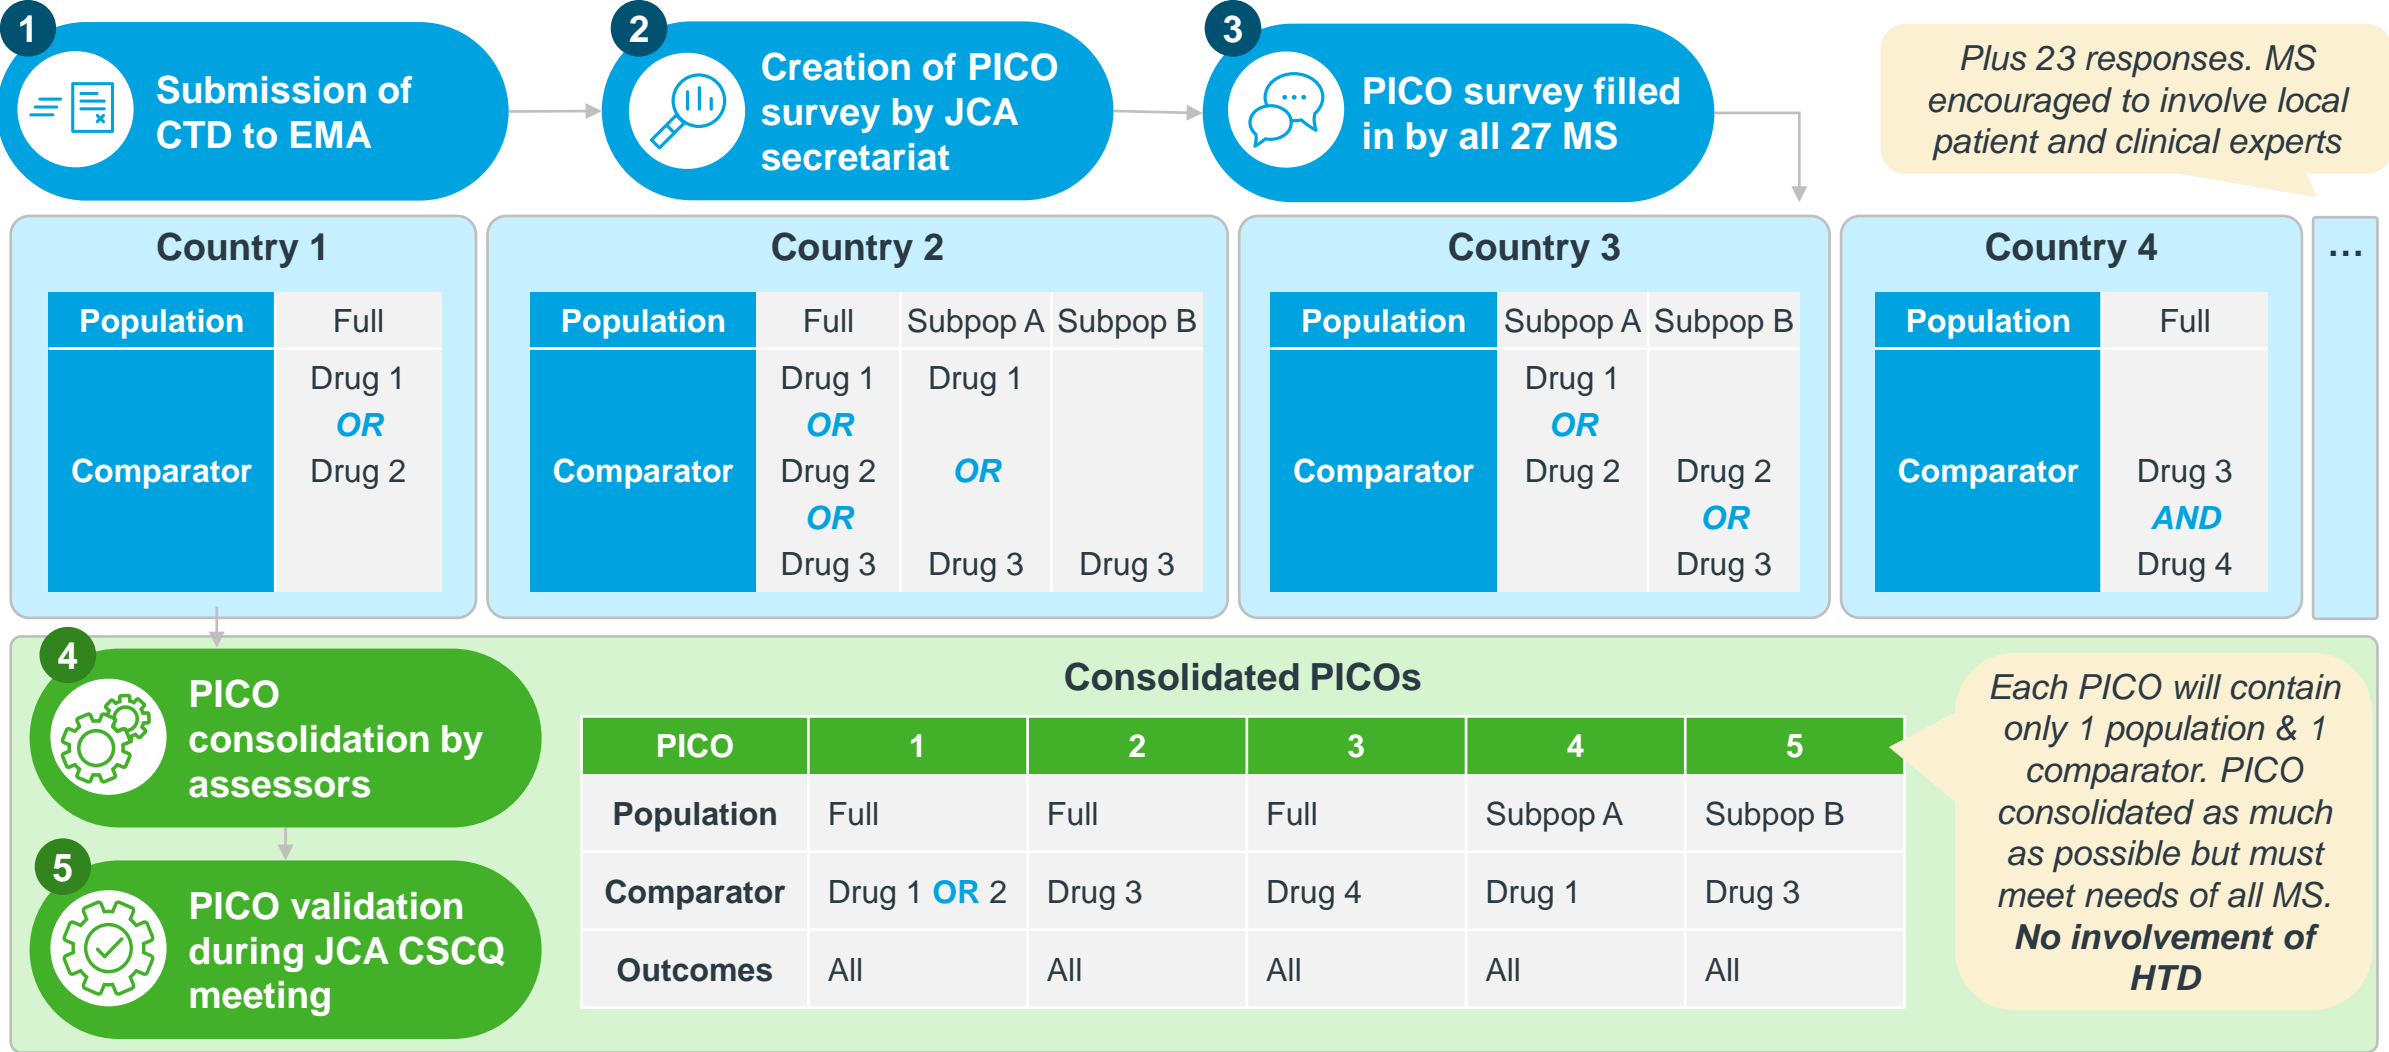 1
Submission of
CTD to EMA
2
Creation of PICO
survey by JCA
secretariat
3
PICO survey filled
in by all 27 MS
Plus 23 responses. MS
encouraged to involve local
patient and clinical experts
Country 1
Population Full
Drug 1
OR
Comparator Drug 2
Country 2
Population Full Subpop A Subpop B
Drug 1 Drug 1
OR
Comparator Drug 2 OR
OR
Drug 3 Drug 3 Drug 3
Country 3
Population Subpop A Subpop B
Drug 1
OR
Comparator Drug 2 Drug 2
OR
Drug 3
Country 4
Population Full
Comparator Drug 3
AND
Drug 4
...
4
PICO
consolidation by
assessors
5
PICO validation
during JCA CSCQ
meeting
Consolidated PICOs
PICO 1 2 3 4 5
Population Full Full Full Subpop A Subpop B
Comparator Drug 1 OR 2 Drug 3 Drug 4 Drug 1 Drug 3
Outcomes All All All All All
Each PICO will contain
only 1 population & 1
comparator. PICO
consolidated as much
as possible but must
meet needs of all MS.
No involvement of
HTD